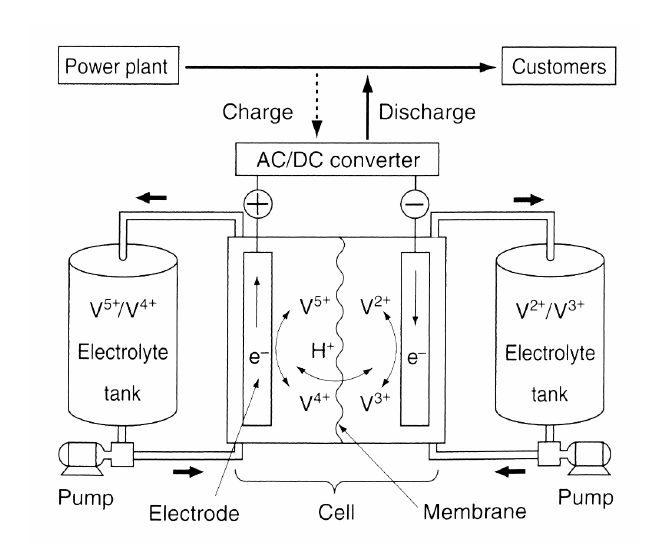 Power plant
Customers
Charge
Discharge
AC/DC converter
+
−
V⁵⁺/V⁴⁺
Electrolyte
tank
V⁵⁺
V²⁺
e⁻
H⁺
e⁻
V⁴⁺
V³⁺
V²⁺/V³⁺
Electrolyte
tank
Pump
Electrode
Cell
Membrane
Pump